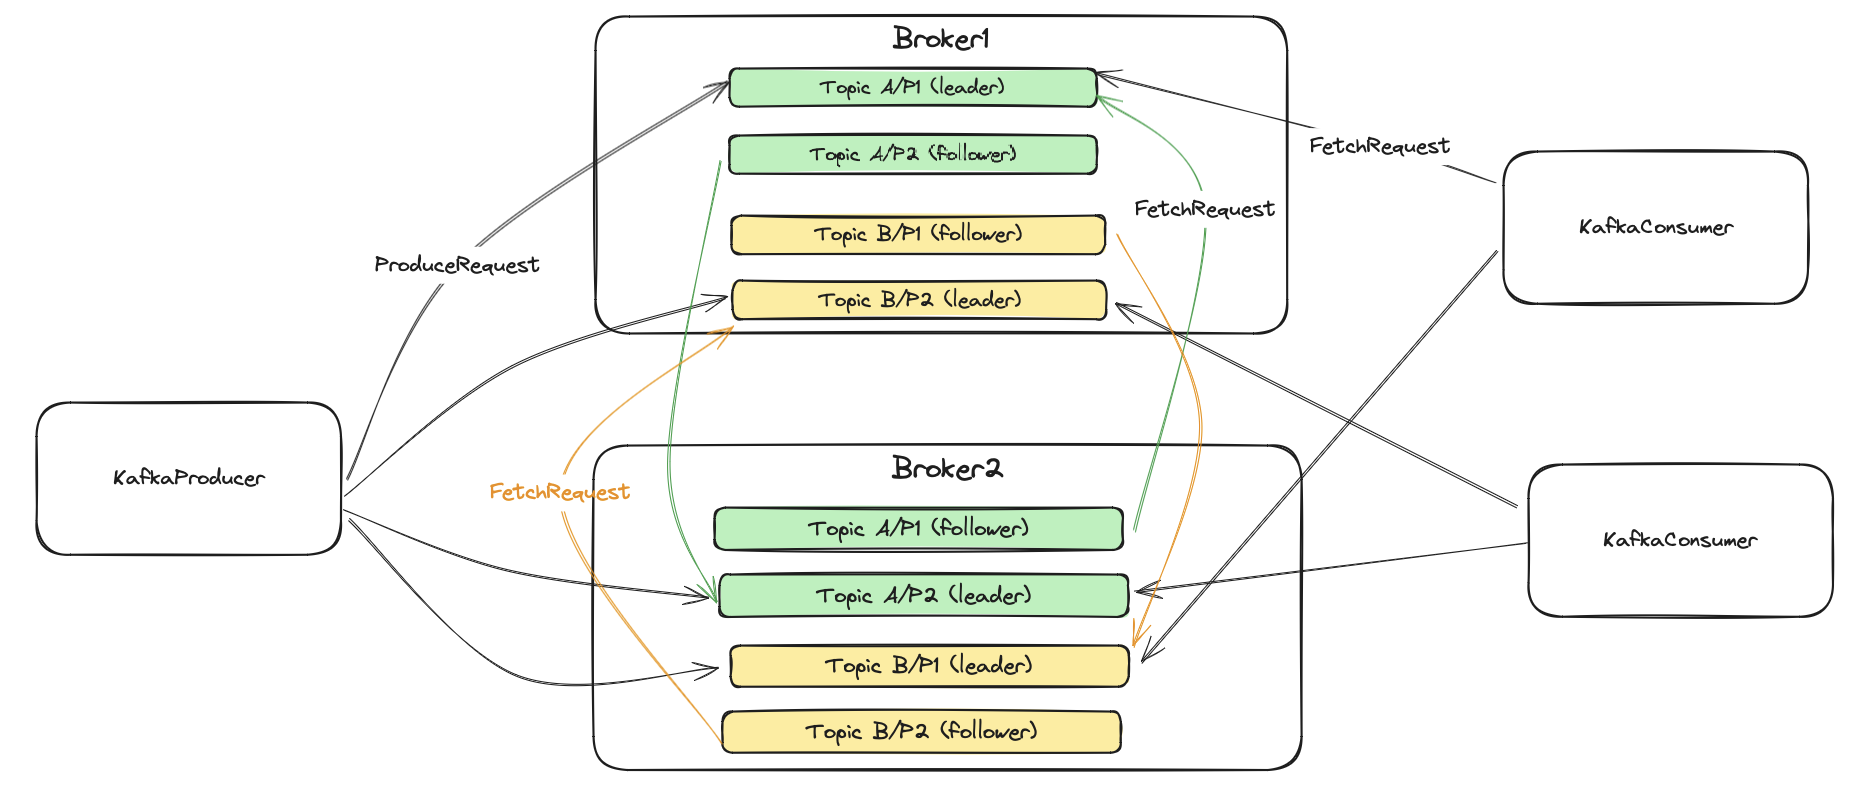 Broker1
Topic A/P1 (leader)
Topic A/P2 (follower)
Topic B/P1 (follower)
Topic B/P2 (leader)
FetchRequest
FetchRequest
KafkaConsumer
ProduceRequest
KafkaProducer
FetchRequest
Broker2
Topic A/P1 (follower)
Topic A/P2 (leader)
Topic B/P1 (leader)
Topic B/P2 (follower)
KafkaConsumer